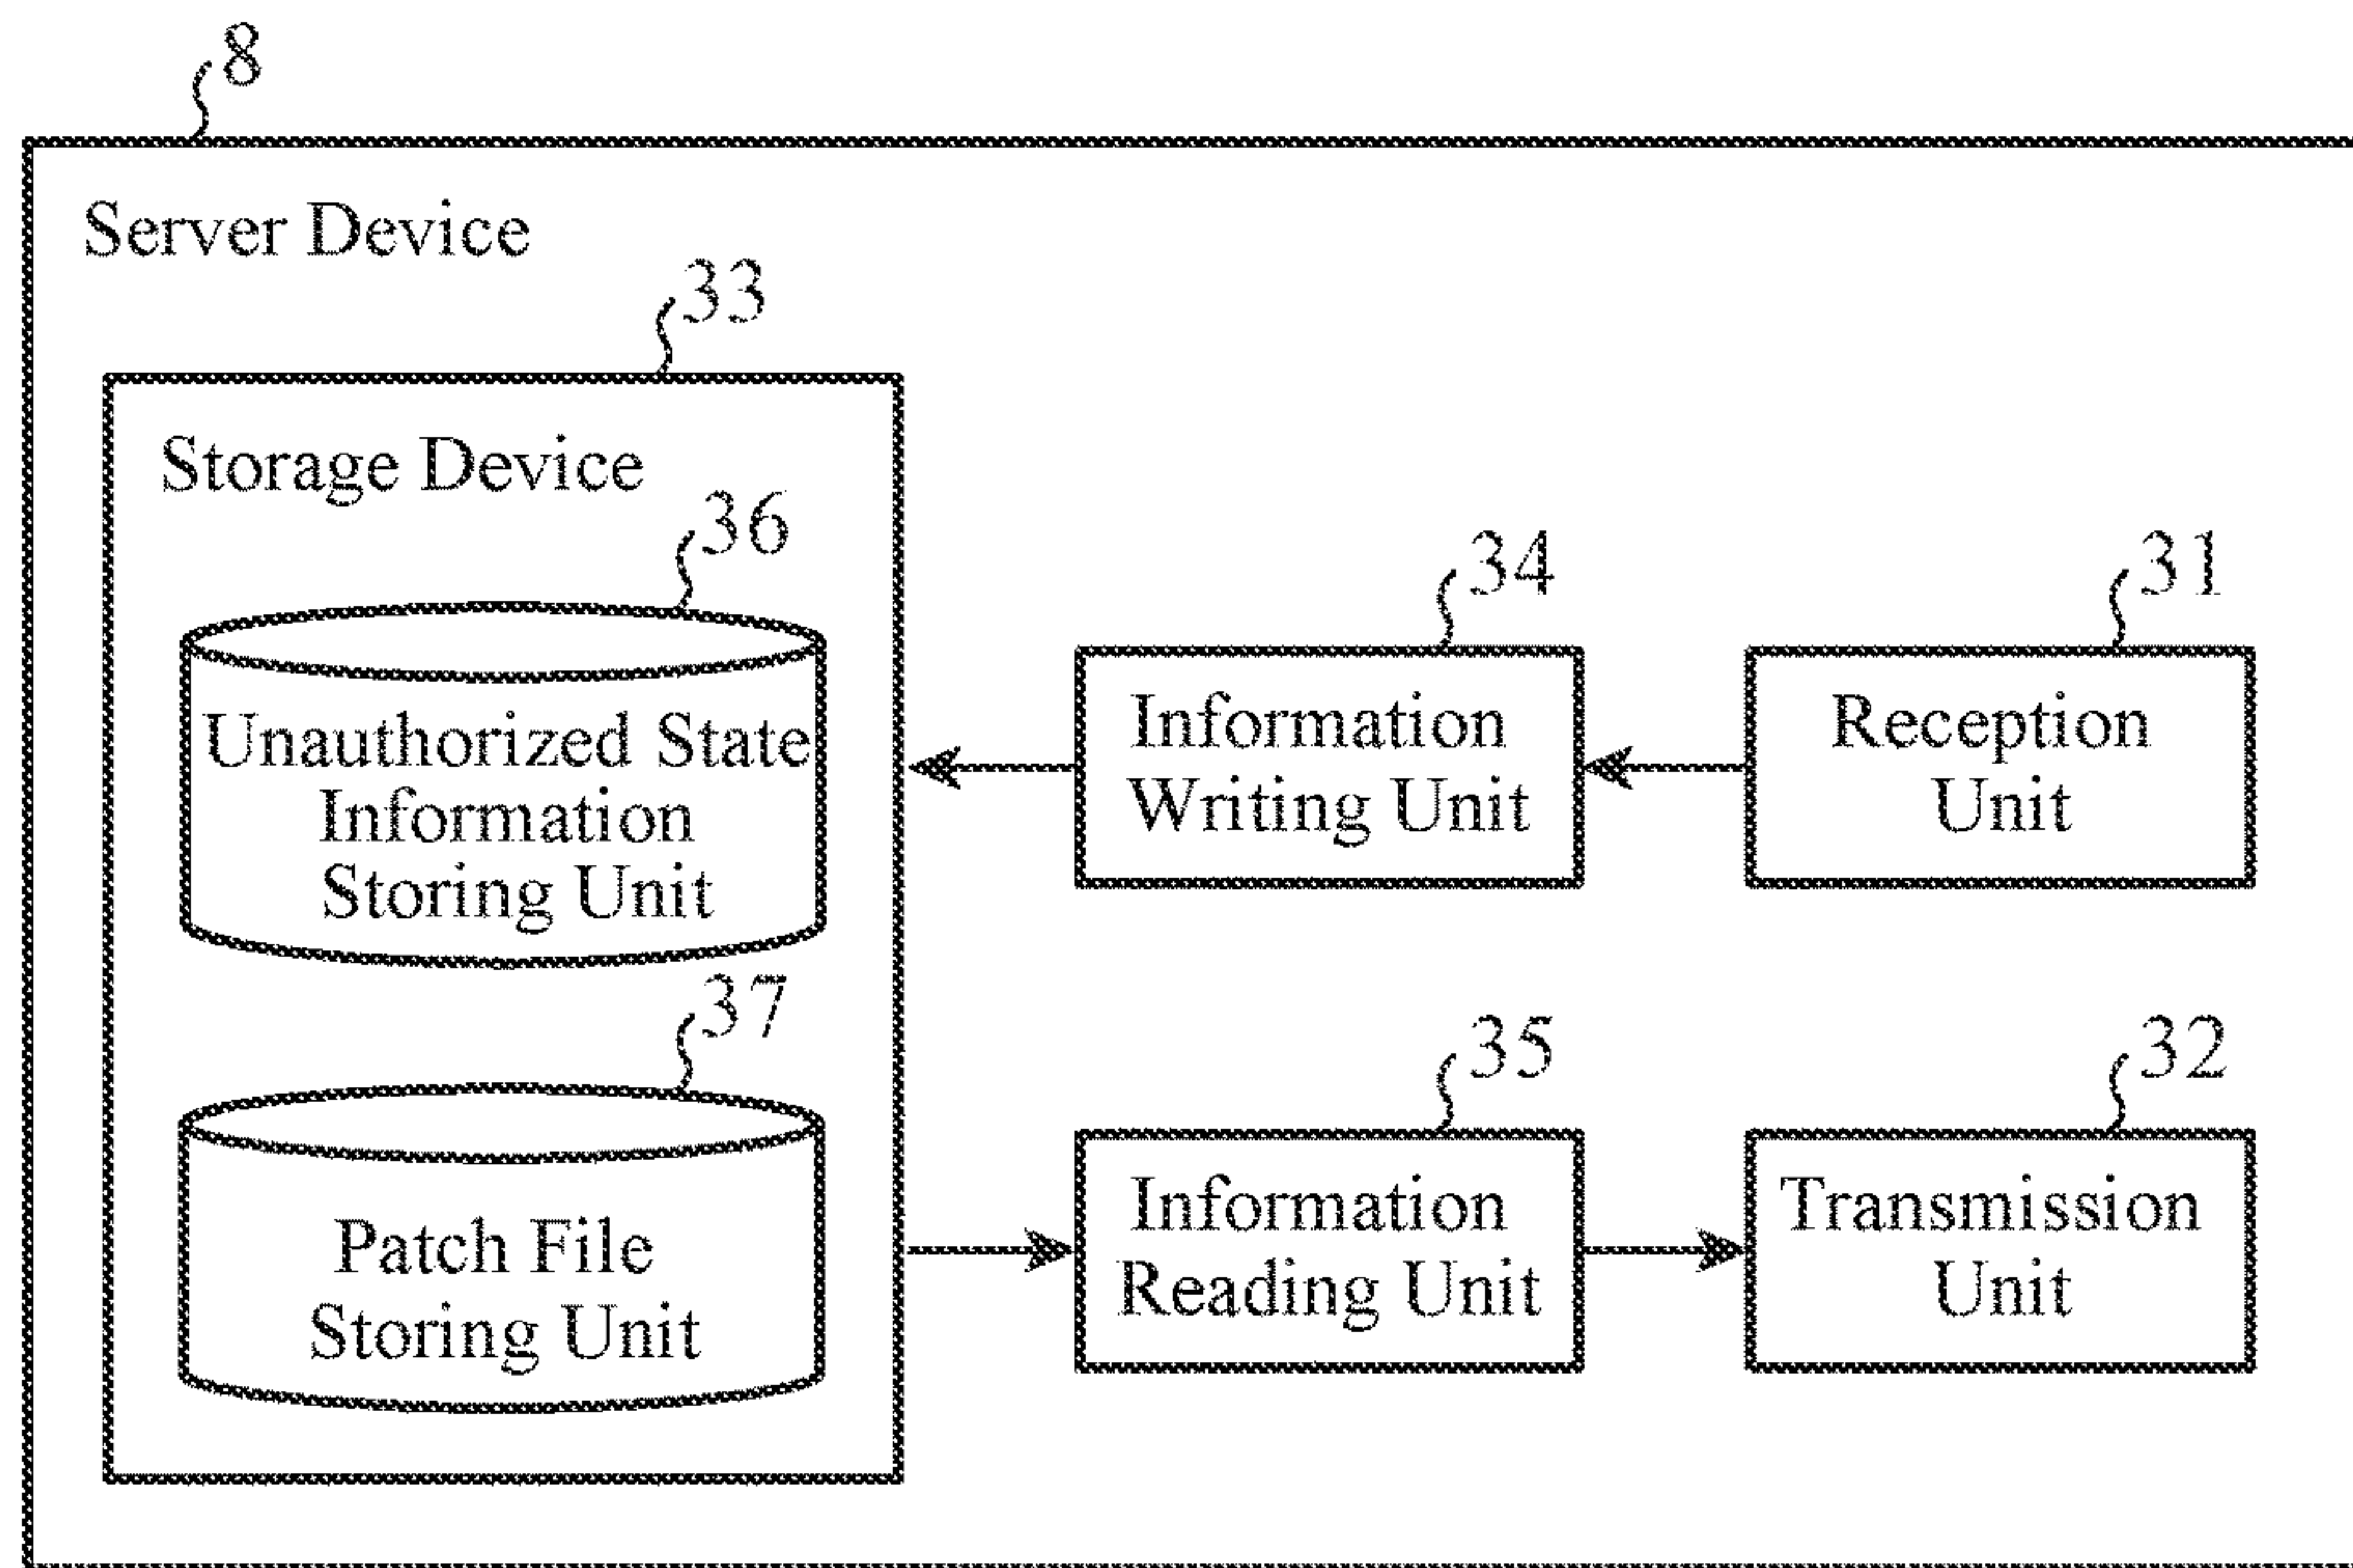 8
Server Device
33
Storage Device
36
Unauthorized State
Information
Storing Unit
34
Information
Writing Unit
31
Reception
Unit
37
Patch File
Storing Unit
35
Information
Reading Unit
32
Transmission
Unit